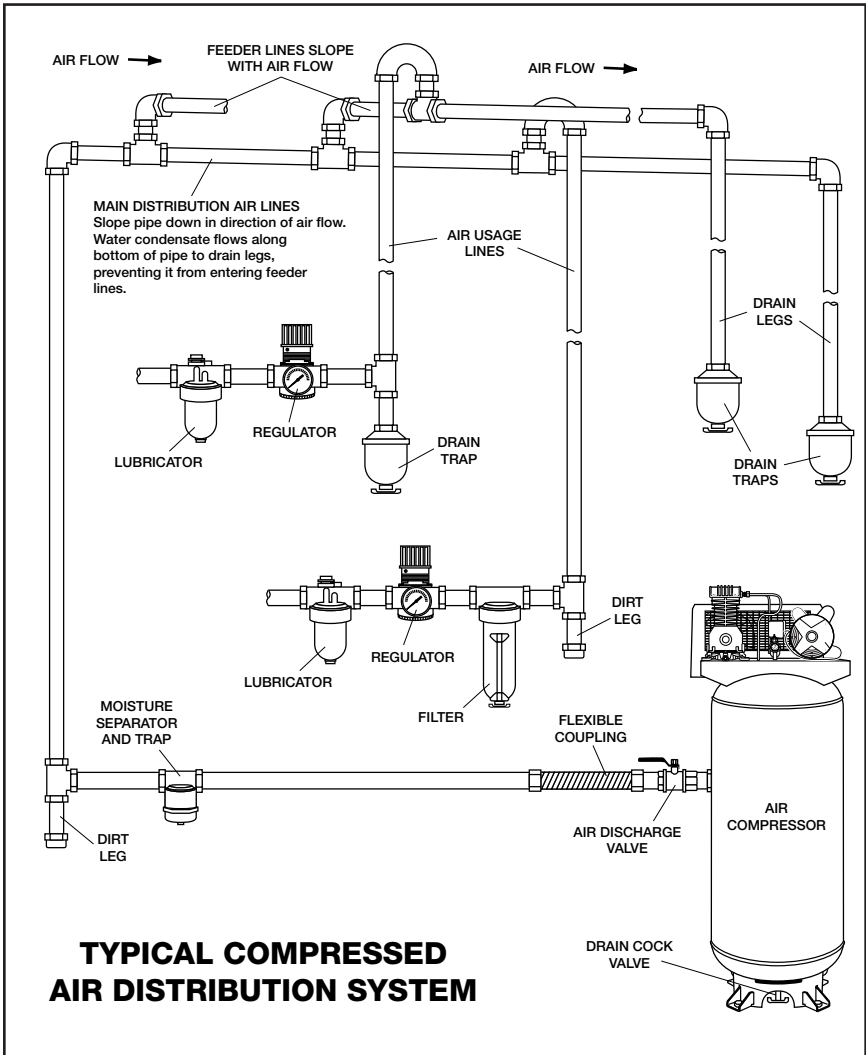 AIR FLOW
FEEDER LINES SLOPE
WITH AIR FLOW
AIR FLOW
MAIN DISTRIBUTION AIR LINES
Slope pipe down in direction of air flow.
Water condensate flows along
bottom of pipe to drain legs,
preventing it from entering feeder
lines.
AIR USAGE
LINES
DRAIN
LEGS
LUBRICATOR
REGULATOR
DRAIN
TRAP
DRAIN
TRAPS
LUBRICATOR
REGULATOR
FILTER
DIRT
LEG
MOISTURE
SEPARATOR
AND TRAP
FLEXIBLE
COUPLING
AIR DISCHARGE
VALVE
AIR
COMPRESSOR
DIRT
LEG
DRAIN COCK
VALVE
TYPICAL COMPRESSED
AIR DISTRIBUTION SYSTEM